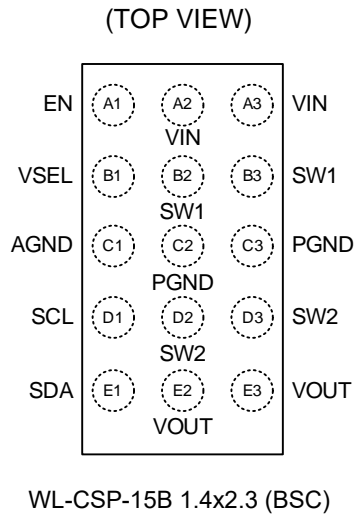 (TOP VIEW)
EN A1 A2 A3 VIN
VIN
VSEL B1 B2 B3 SW1
SW1
AGND C1 C2 C3 PGND
PGND
SCL D1 D2 D3 SW2
SW2
SDA E1 E2 E3 VOUT
VOUT
WL-CSP-15B 1.4x2.3 (BSC)